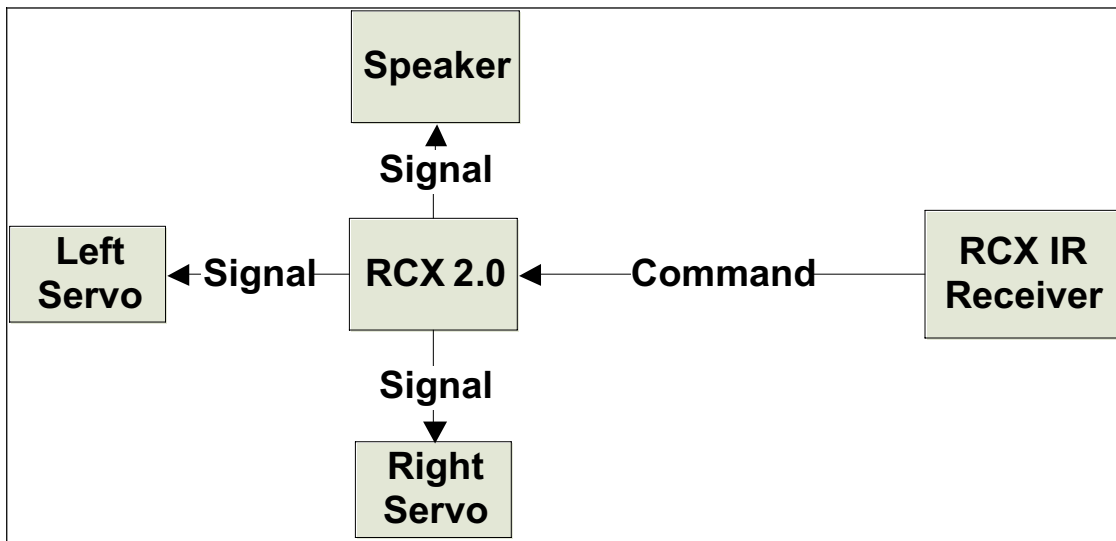 Speaker
Signal
Left
Servo
Signal
RCX 2.0
Command
RCX IR
Receiver
Signal
Right
Servo